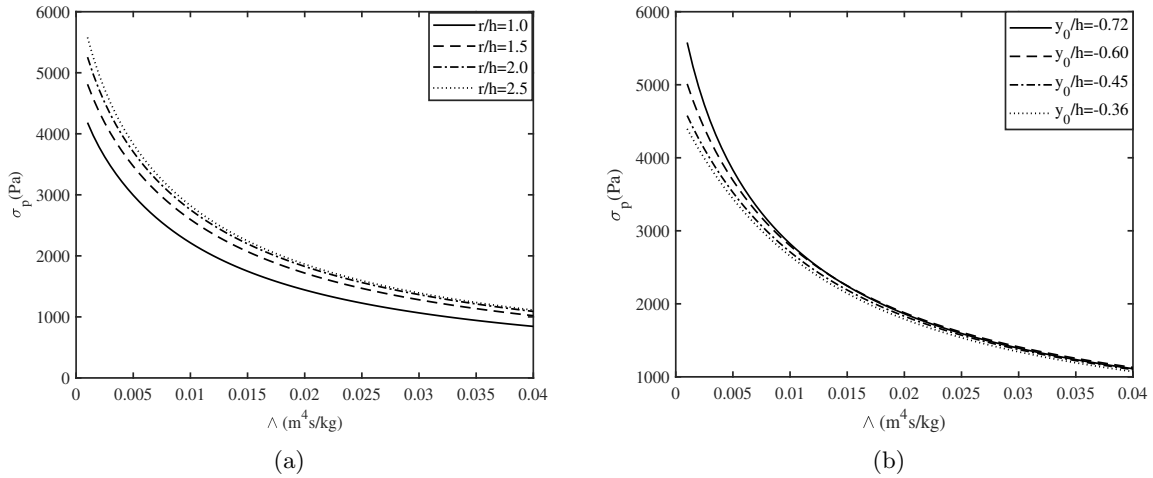 6000
5000
4000
3000
2000
1000
0
σp(Pa)
0 0.005 0.01 0.015 0.02 0.025 0.03 0.035 0.04
∧ (m⁴s/kg)
r/h=1.0
r/h=1.5
r/h=2.0
r/h=2.5
(a)
6000
5000
4000
3000
2000
1000
σp(Pa)
0 0.005 0.01 0.015 0.02 0.025 0.03 0.035 0.04
∧ (m⁴s/kg)
y₀/h=-0.72
y₀/h=-0.60
y₀/h=-0.45
y₀/h=-0.36
(b)